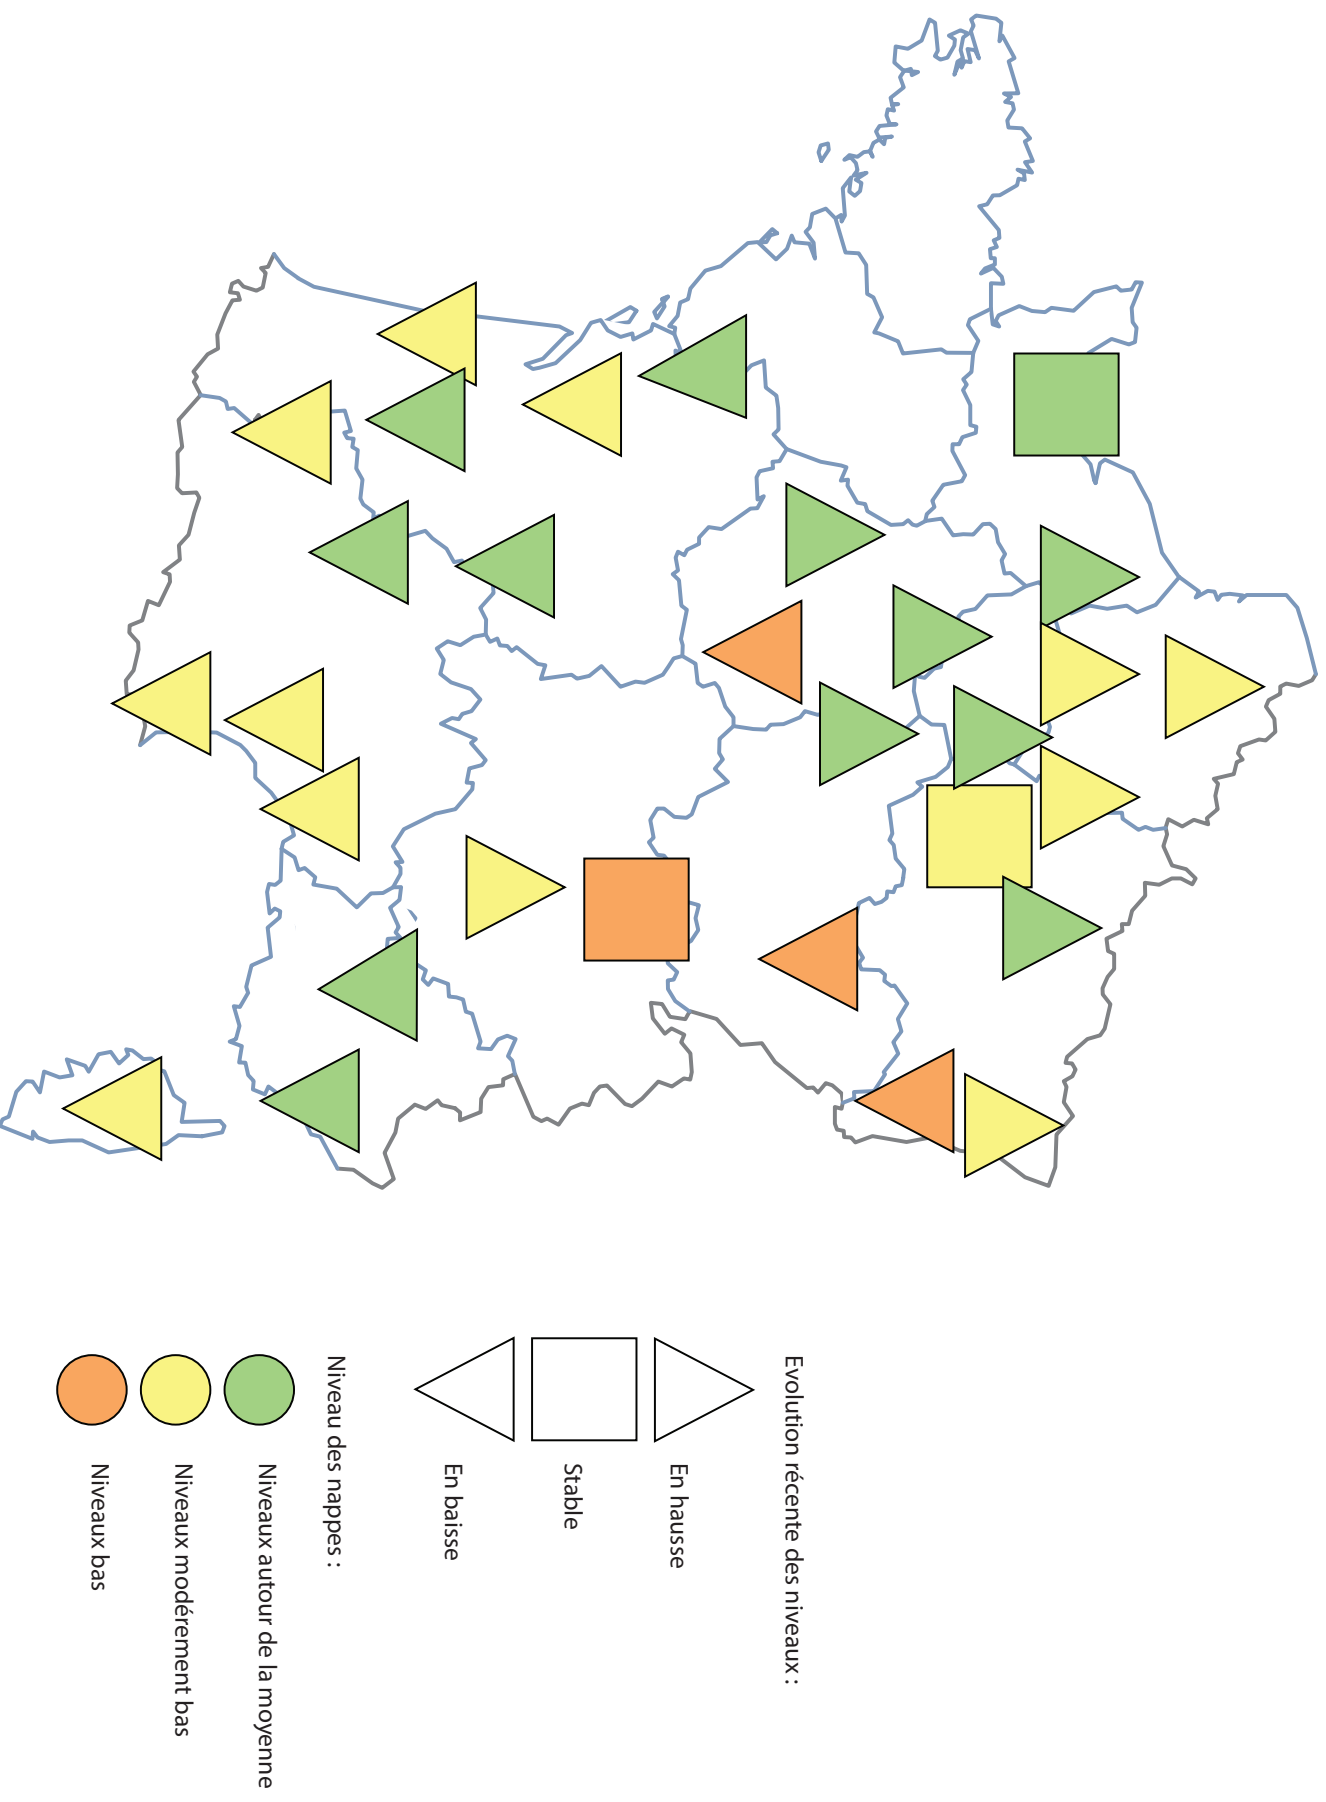 Evolution récente des niveaux :
En hausse
Stable
En baisse
Niveau des nappes :
Niveaux autour de la moyenne
Niveaux modérement bas
Niveaux bas